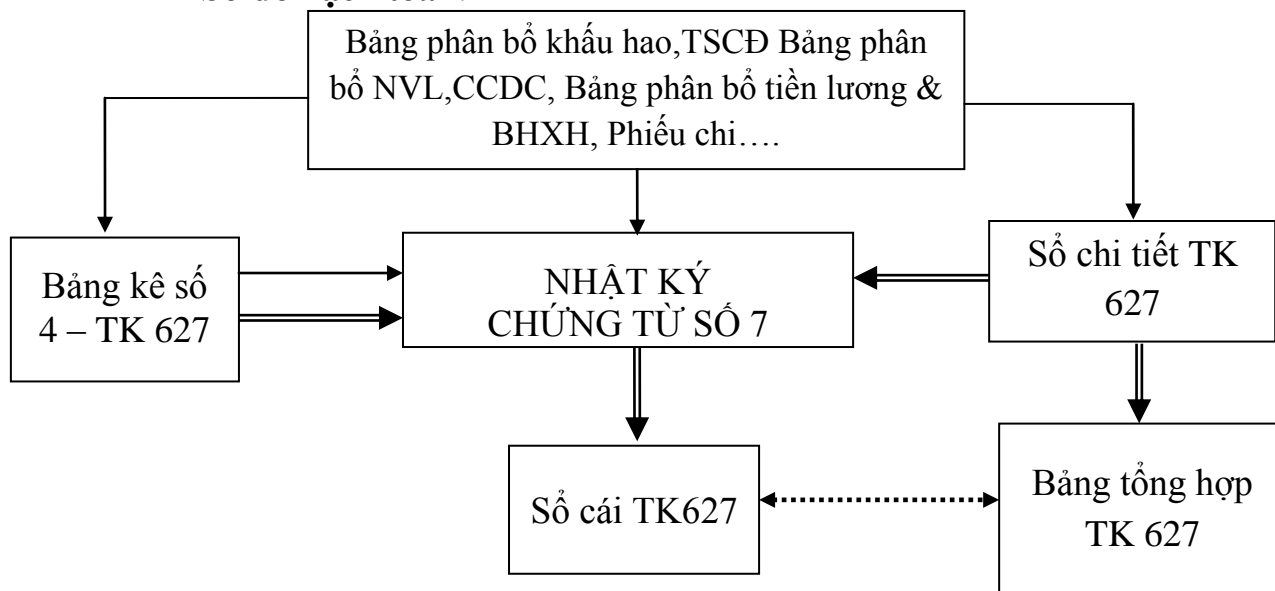 Bảng phân bổ khấu hao,TSCĐ Bảng phân
bổ NVL,CCDC, Bảng phân bổ tiền lương &
BHXH, Phiếu chi….
Bảng kê số
4 – TK 627
NHẬT KÝ
CHỨNG TỪ SỐ 7
Sổ chi tiết TK
627
Sổ cái TK627
Bảng tổng hợp
TK 627